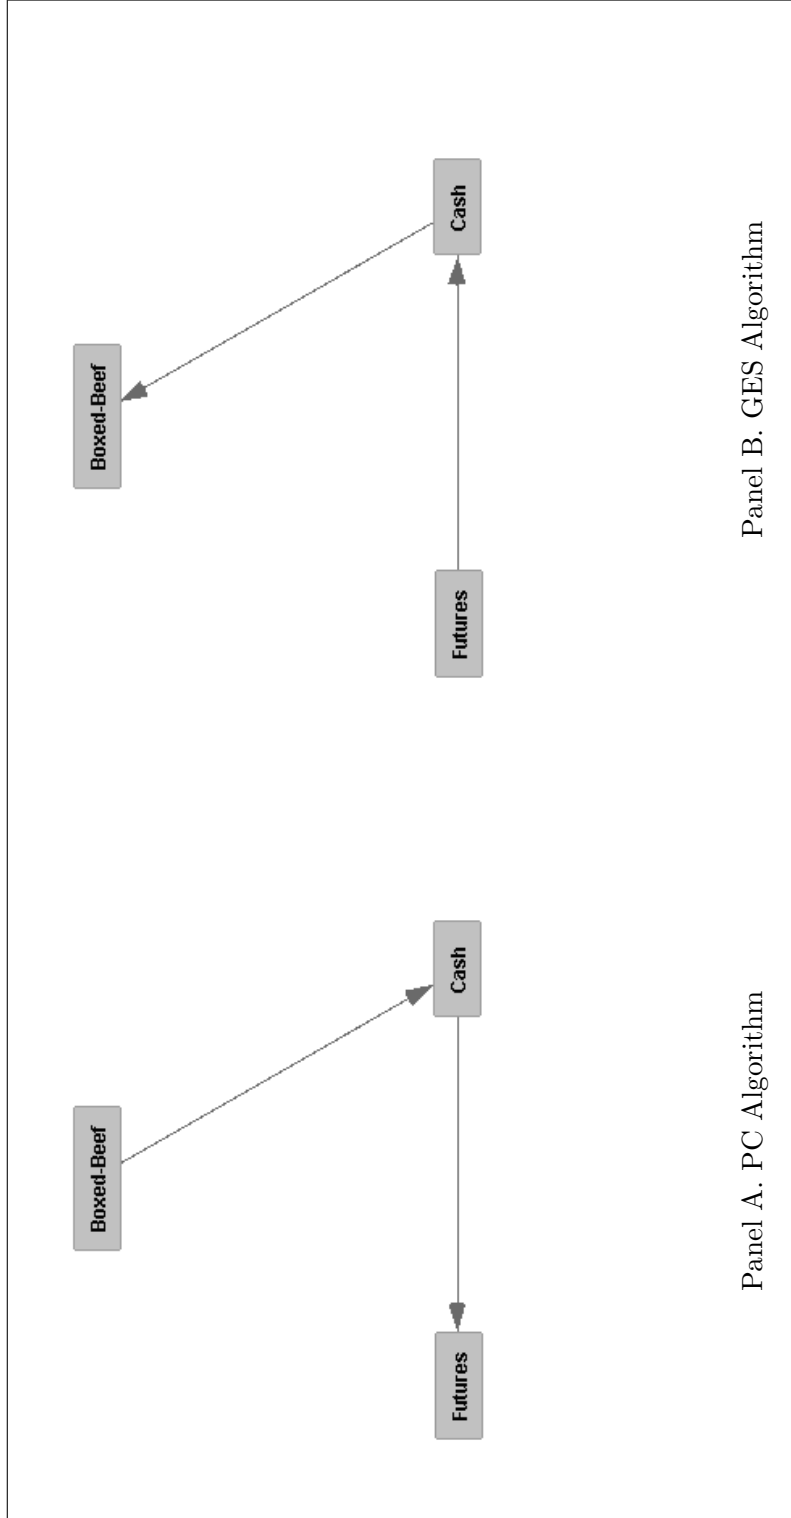 Boxed-Beef
Futures
Cash
Panel A. PC Algorithm
Boxed-Beef
Futures
Cash
Panel B. GES Algorithm